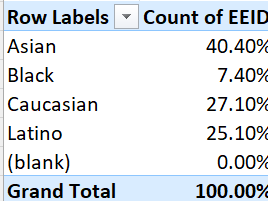 Row Labels Count of EEID
Asian 40.40%
Black 7.40%
Caucasian 27.10%
Latino 25.10%
(blank) 0.00%
Grand Total 100.00%